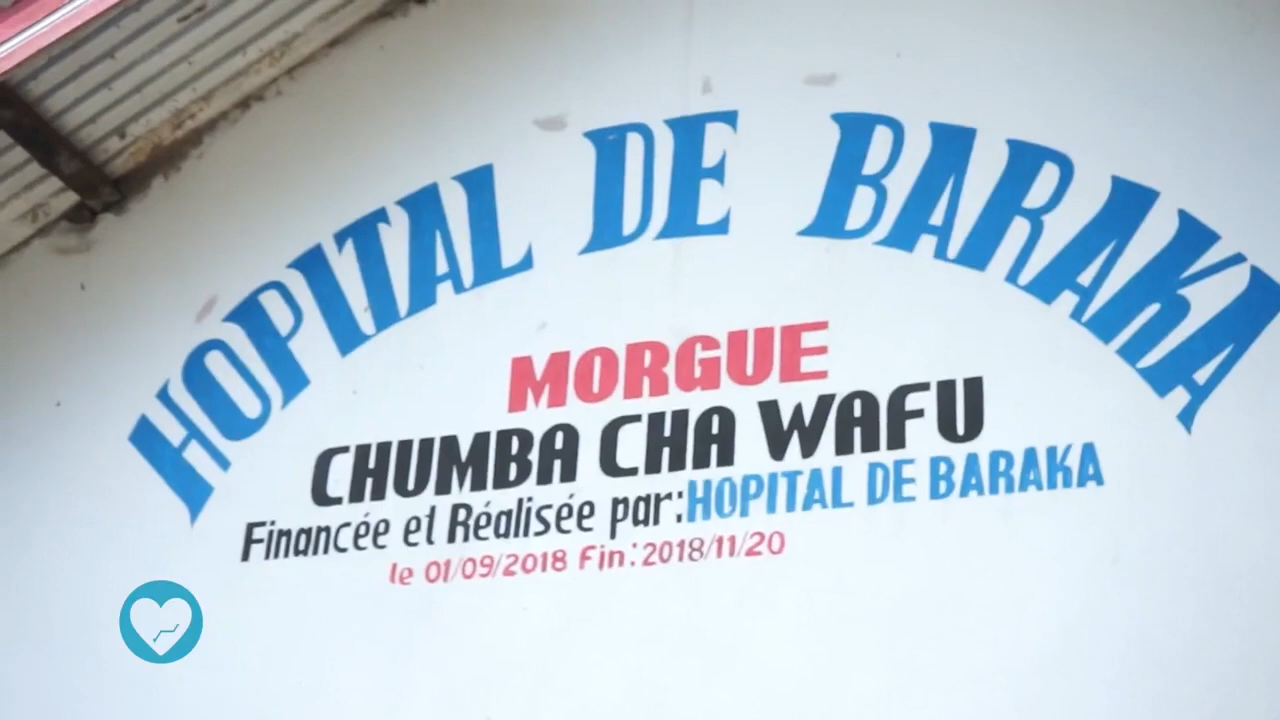 HOPITAL DE BARAKA
MORGUE
CHUMBA CHA WAFU
Financée et Réalisée par:HOPITAL DE BARAKA
le 01/09/2018 Fin:2018/11/20